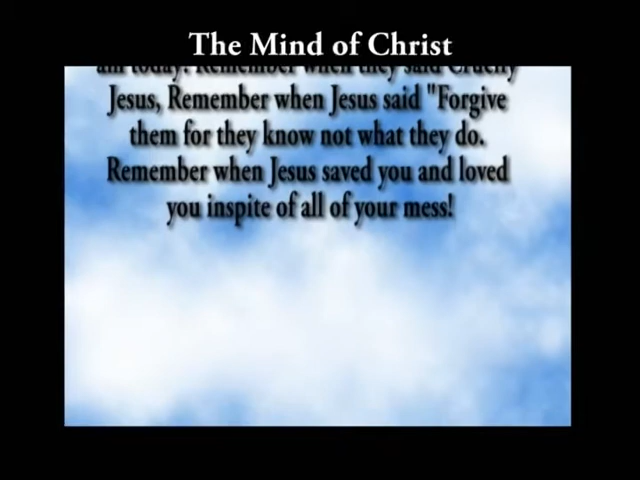 The Mind of Christ
am today. Remember when they said Crucify
Jesus, Remember when Jesus said "Forgive
them for they know not what they do.
Remember when Jesus saved you and loved
you inspite of all of your mess!